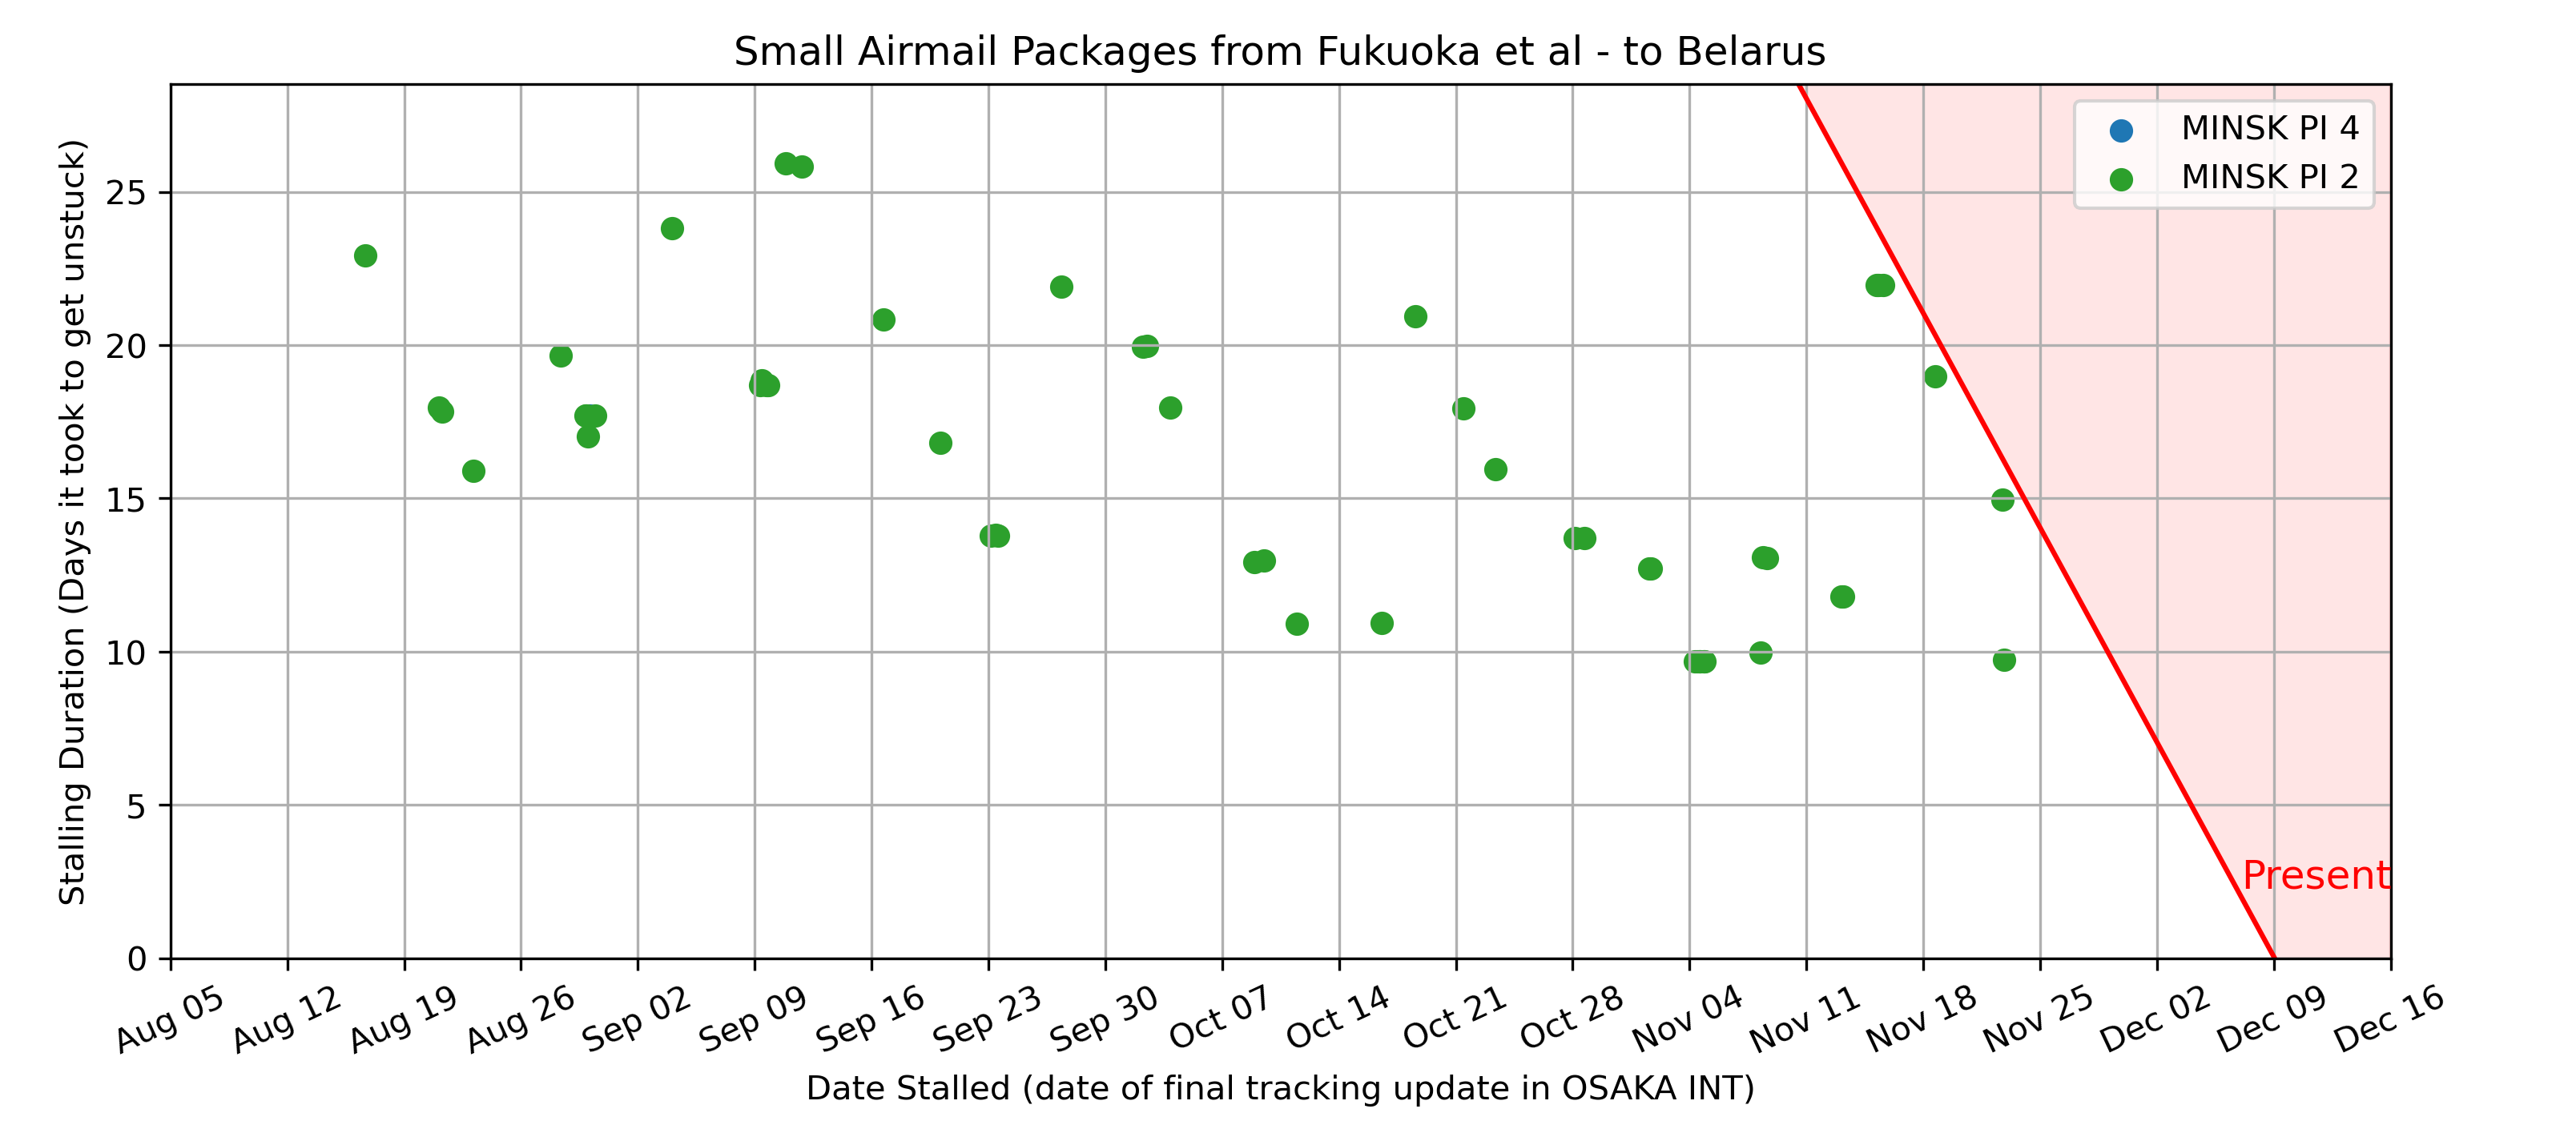 Small Airmail Packages from Fukuoka et al - to Belarus
MINSK PI 4
MINSK PI 2
Stalling Duration (Days it took to get unstuck)
25
20
15
10
5
0
Present
Aug 05
Aug 12
Aug 19
Aug 26
Sep 02
Sep 09
Sep 16
Sep 23
Sep 30
Oct 07
Oct 14
Oct 21
Oct 28
Nov 04
Nov 11
Nov 18
Nov 25
Dec 02
Dec 09
Dec 16
Date Stalled (date of final tracking update in OSAKA INT)